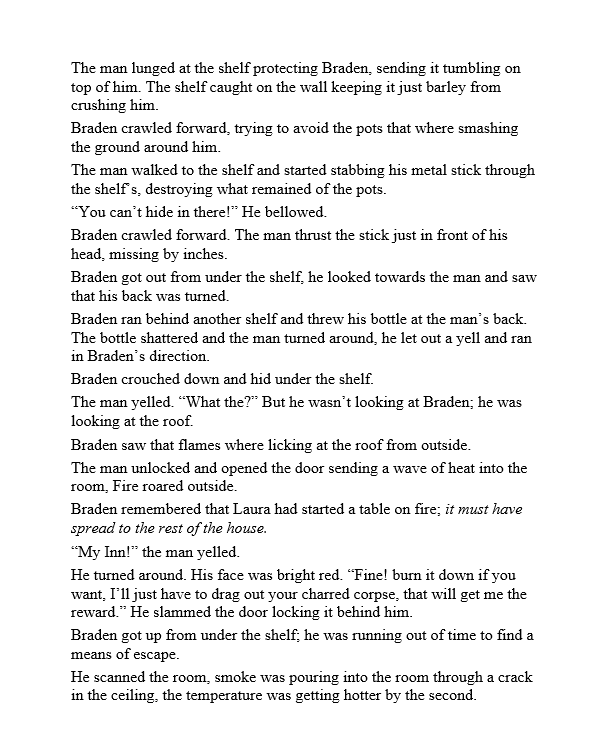 The man lunged at the shelf protecting Braden, sending it tumbling on
top of him. The shelf caught on the wall keeping it just barley from
crushing him.
Braden crawled forward, trying to avoid the pots that where smashing
the ground around him.
The man walked to the shelf and started stabbing his metal stick through
the shelf’s, destroying what remained of the pots.
“You can’t hide in there!” He bellowed.
Braden crawled forward. The man thrust the stick just in front of his
head, missing by inches.
Braden got out from under the shelf, he looked towards the man and saw
that his back was turned.
Braden ran behind another shelf and threw his bottle at the man’s back.
The bottle shattered and the man turned around, he let out a yell and ran
in Braden’s direction.
Braden crouched down and hid under the shelf.
The man yelled. “What the?” But he wasn’t looking at Braden; he was
looking at the roof.
Braden saw that flames where licking at the roof from outside.
The man unlocked and opened the door sending a wave of heat into the
room, Fire roared outside.
Braden remembered that Laura had started a table on fire; it must have
spread to the rest of the house.
“My Inn!” the man yelled.
He turned around. His face was bright red. “Fine! burn it down if you
want, I’ll just have to drag out your charred corpse, that will get me the
reward.” He slammed the door locking it behind him.
Braden got up from under the shelf; he was running out of time to find a
means of escape.
He scanned the room, smoke was pouring into the room through a crack
in the ceiling, the temperature was getting hotter by the second.